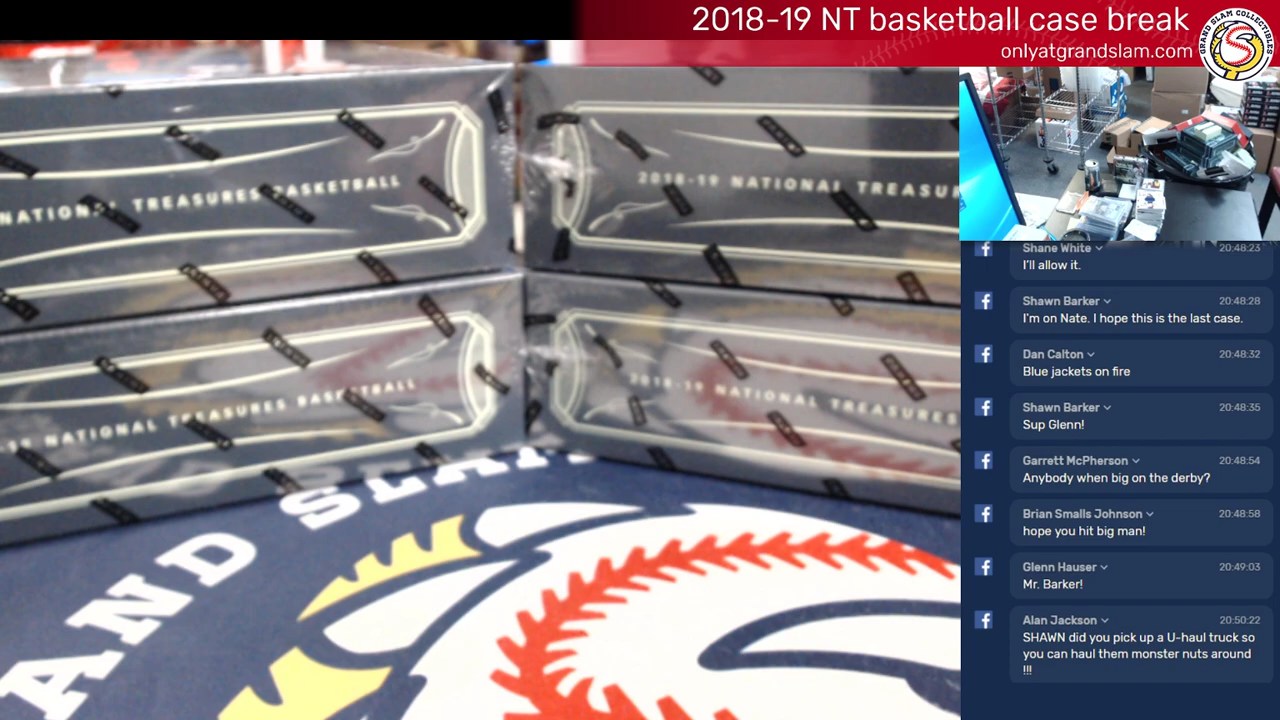 2018-19 NT basketball case break
onlyatgrandslam.com
GRAND SLAM COLLECTIBLES
NATIONAL TREASURES BASKETBALL
2018-19 NATIONAL TREASU
NATIONAL TREASURES BASKETBALL
2018-19 NATIONAL TREASURES
AND SLAM
Shane White 20:48:23
I'll allow it.
Shawn Barker 20:48:28
I'm on Nate. I hope this is the last case.
Dan Calton 20:48:32
Blue jackets on fire
Shawn Barker 20:48:35
Sup Glenn!
Garrett McPherson 20:48:54
Anybody when big on the derby?
Brian Smalls Johnson 20:48:58
hope you hit big man!
Glenn Hauser 20:49:03
Mr. Barker!
Alan Jackson 20:50:22
SHAWN did you pick up a U-haul truck so
you can haul them monster nuts around
!!!